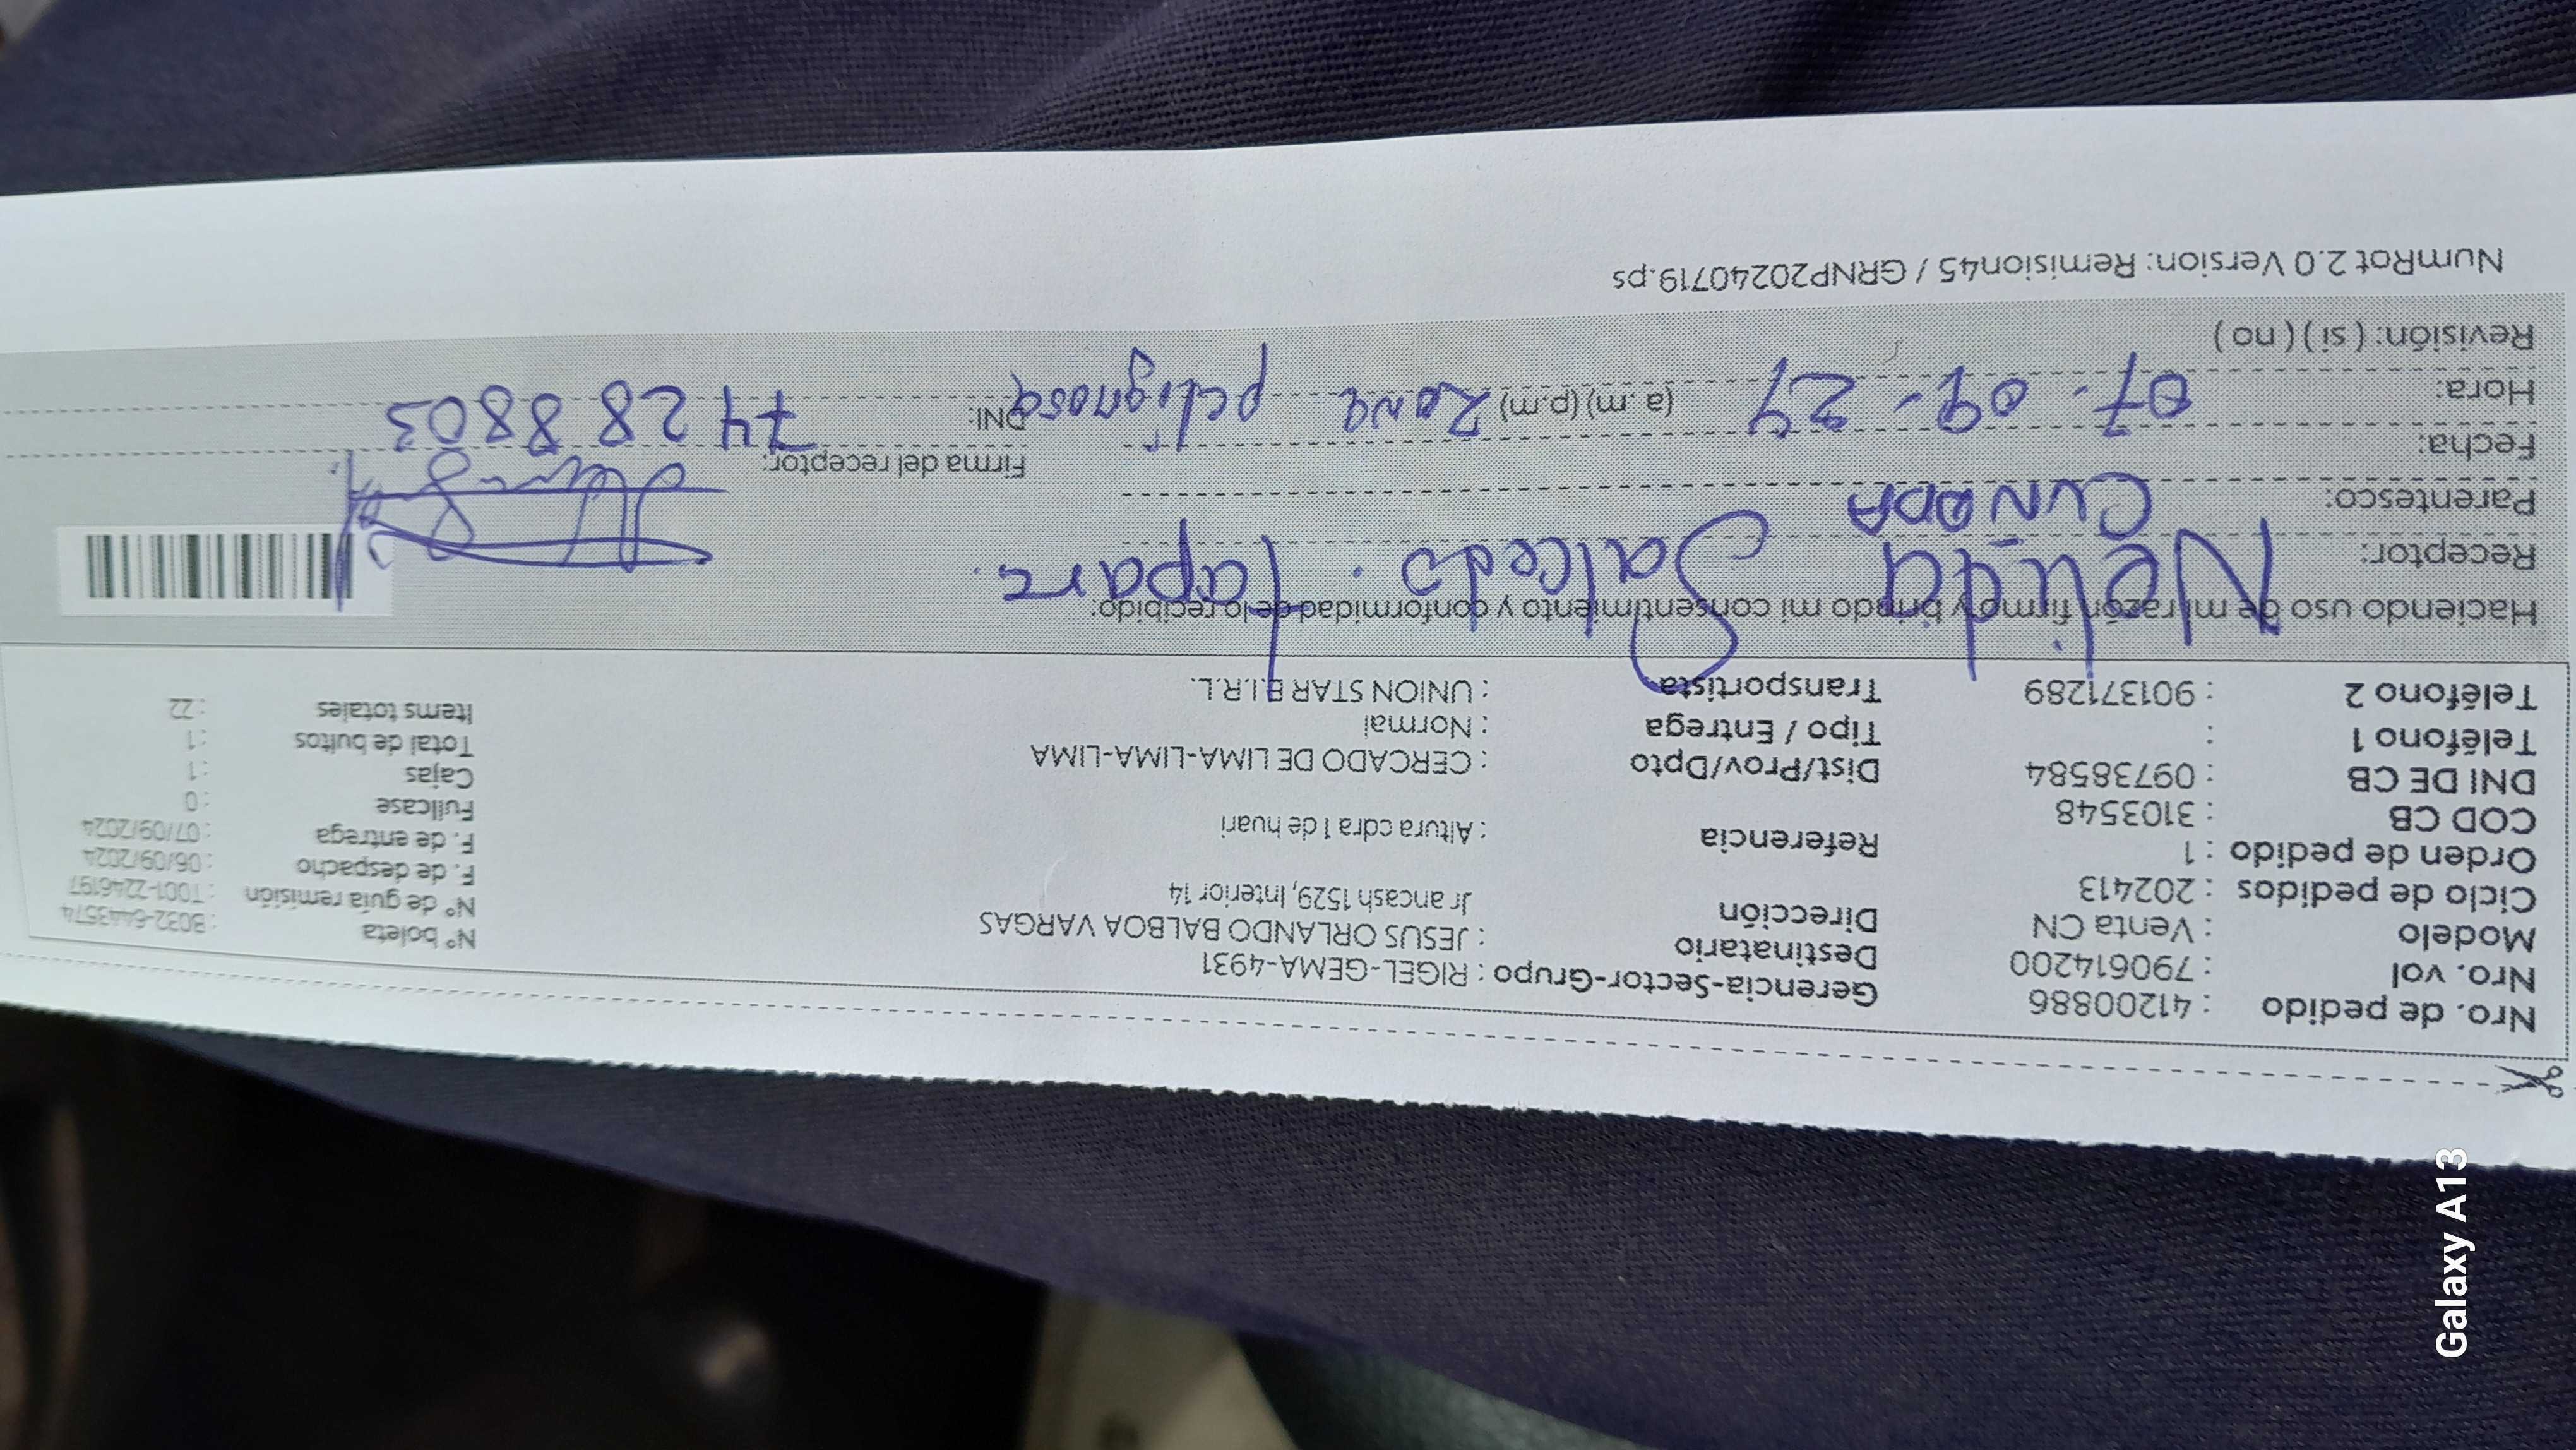 Nro. de pedido : 41200886
Nro. vol : 790614200
Modelo : Venta CN
Ciclo de pedidos : 202413
Orden de pedido : 1
COD CB : 3103548
DNI DE CB : 09738584
Teléfono 1 :
Teléfono 2 : 901371289
Gerencia-Sector-Grupo : RIGEL-GEMA-4931
Destinatario : JESUS ORLANDO BALBOA VARGAS
Dirección Jr ancash 1529, Interior 14
Referencia : Altura cdra 1 de huari
Dist/Prov/Dpto : CERCADO DE LIMA-LIMA-LIMA
Tipo / Entrega : Normal
Transportista : UNION STAR E.I.R.L.
N° boleta : B032-6443574
N° de guía remisión : T001-2246197
F. de despacho : 06/09/2024
F. de entrega : 07/09/2024
Fullcase : 0
Cajas : 1
Total de bultos : 1
Items totales : 22
Haciendo uso de mi razón firmo y brindo mi consentimiento y conformidad de lo recibido:
Receptor: Nelida Salcedo Tapara.
Parentesco: CUNADA
Firma del receptor:
Fecha: 07-09-24
Hora: (a.m) (p.m) Zona peligrosa
DNI: 74288803
Revisión: ( si ) ( no )
NumRot 2.0 Version: Remision45 / GRNP20240719.ps
Galaxy A13